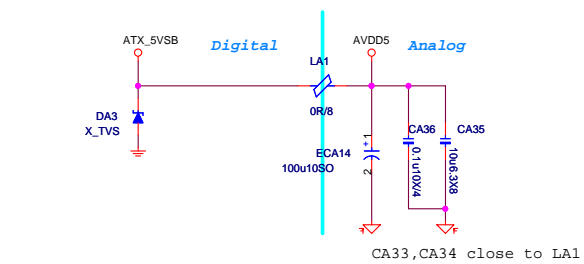 ATX_5VSB
Digital
AVDD5
Analog
LA1
0R/8
DA3
X_TVS
ECA14
100u10SO
1
2
CA36
0.1u10X/4
CA35
10u6.3X8
CA33,CA34 close to LA1